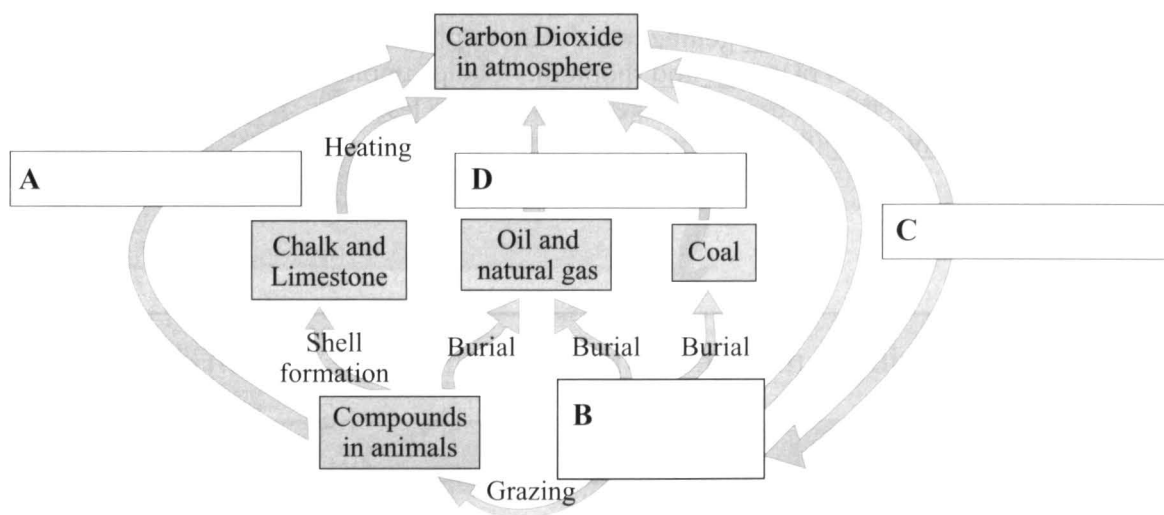 Carbon Dioxide
in atmosphere
Heating
A
D
C
Chalk and
Limestone
Oil and
natural gas
Coal
Shell
formation
Burial
Burial
Burial
Compounds
in animals
B
Grazing